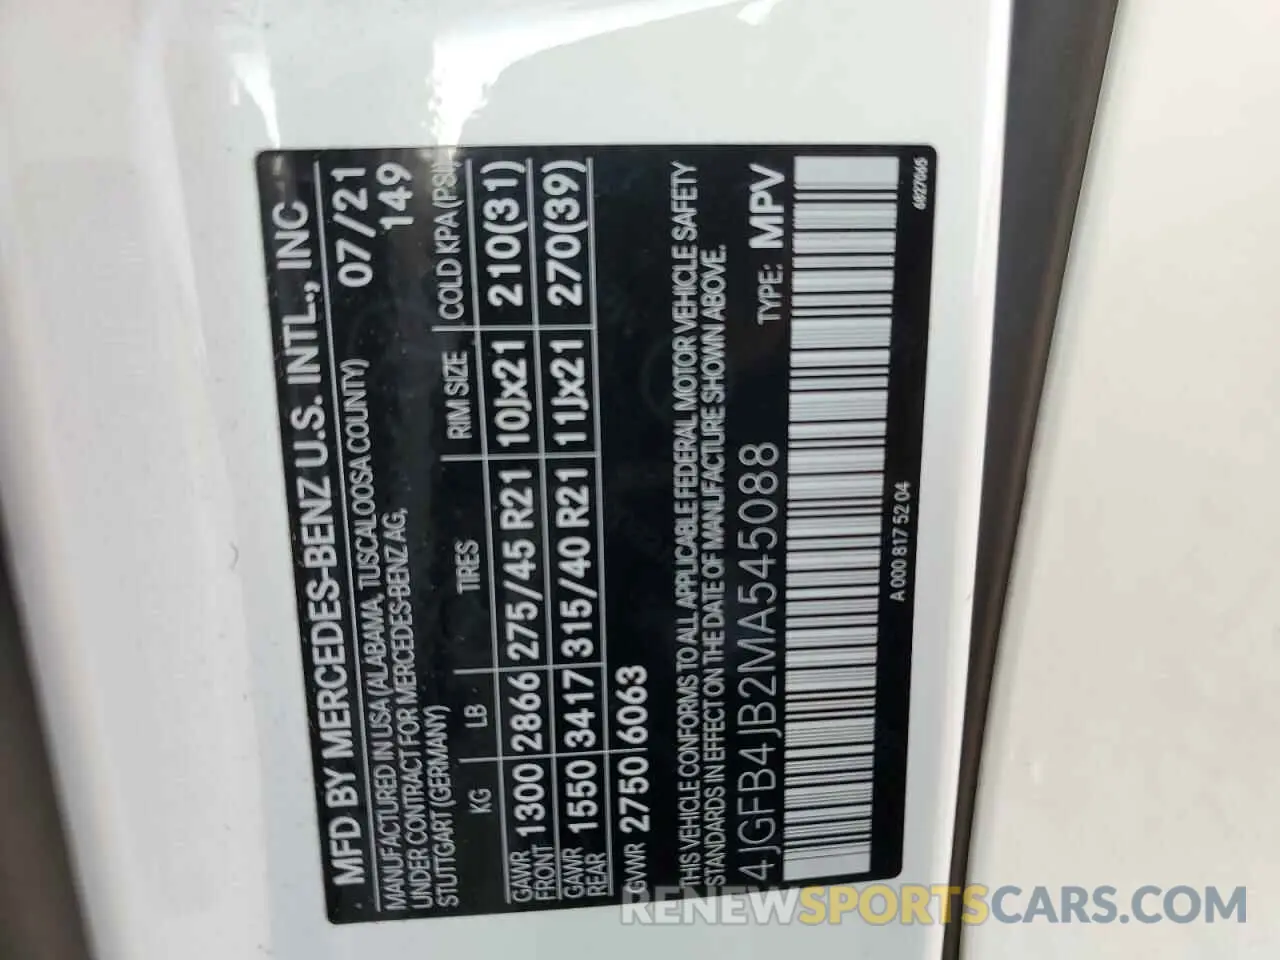 MFD BY MERCEDES-BENZ U.S. INTL., INC
MANUFACTURED IN USA (ALABAMA, TUSCALOOSA COUNTY) 07/21
UNDER CONTRACT FOR MERCEDES-BENZ AG, 149
STUTTGART (GERMANY)
KG LB TIRES RIM SIZE COLD KPA (PSI)
GAWR FRONT 1300 2866 275/45 R21 10Jx21 210(31)
GAWR REAR 1550 3417 315/40 R21 11Jx21 270(39)
GVWR 2750 6063
THIS VEHICLE CONFORMS TO ALL APPLICABLE FEDERAL MOTOR VEHICLE SAFETY
STANDARDS IN EFFECT ON THE DATE OF MANUFACTURE SHOWN ABOVE.
4JGFB4JB2MA545088 TYPE: MPV
A 000 817 52 04
6827065
RENEWSPORTSCARS.COM